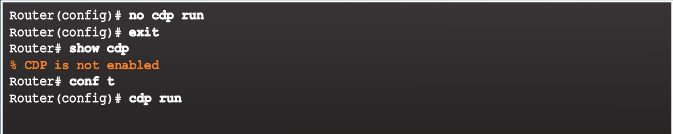 Router(config)# no cdp run
Router(config)# exit
Router# show cdp
% CDP is not enabled
Router# conf t
Router(config)# cdp run